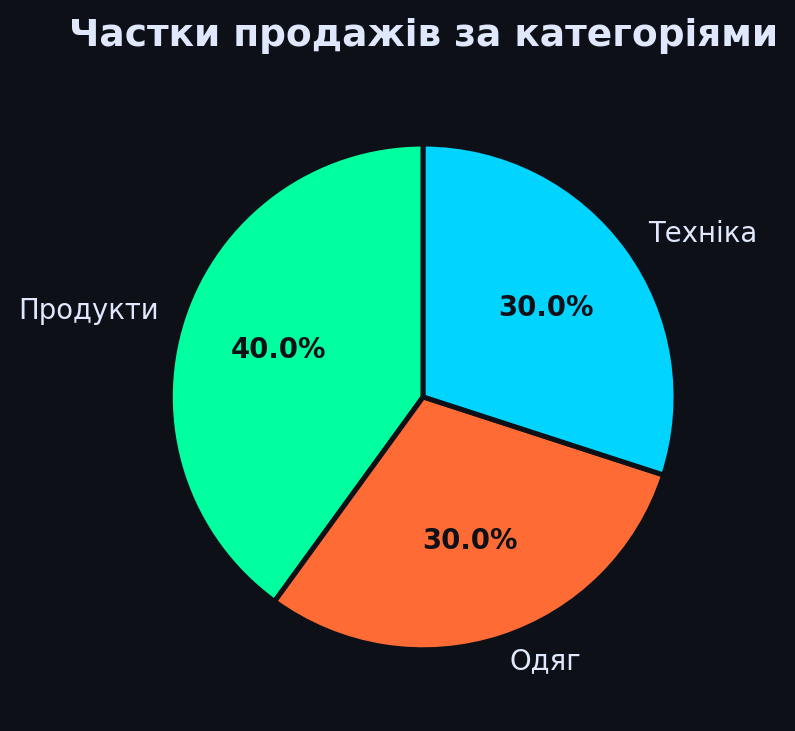 Частки продажів за категоріями
Техніка
Продукти
30.0%
40.0%
30.0%
Одяг